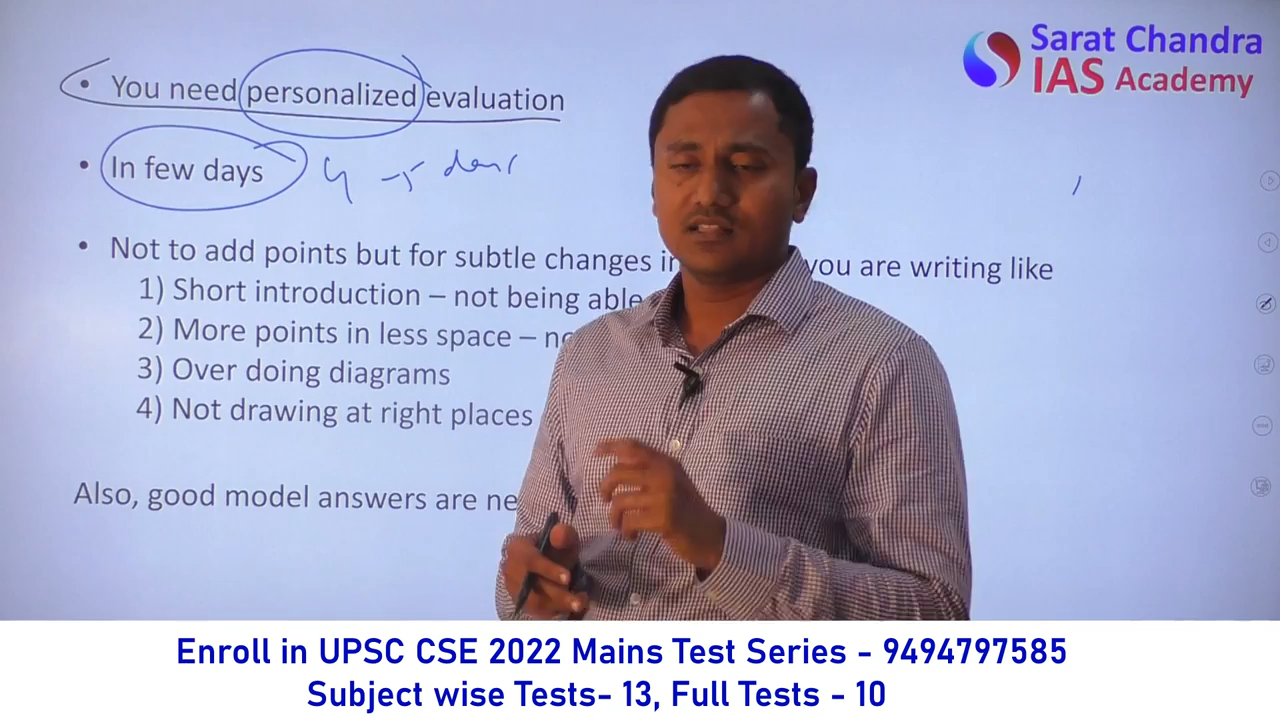 Sarat Chandra
IAS Academy
• You need personalized evaluation
• In few days 4 - 5 days
• Not to add points but for subtle changes in you are writing like
1) Short introduction – not being able
2) More points in less space –
3) Over doing diagrams
4) Not drawing at right places
Also, good model answers are
Enroll in UPSC CSE 2022 Mains Test Series - 9494797585
Subject wise Tests- 13, Full Tests - 10